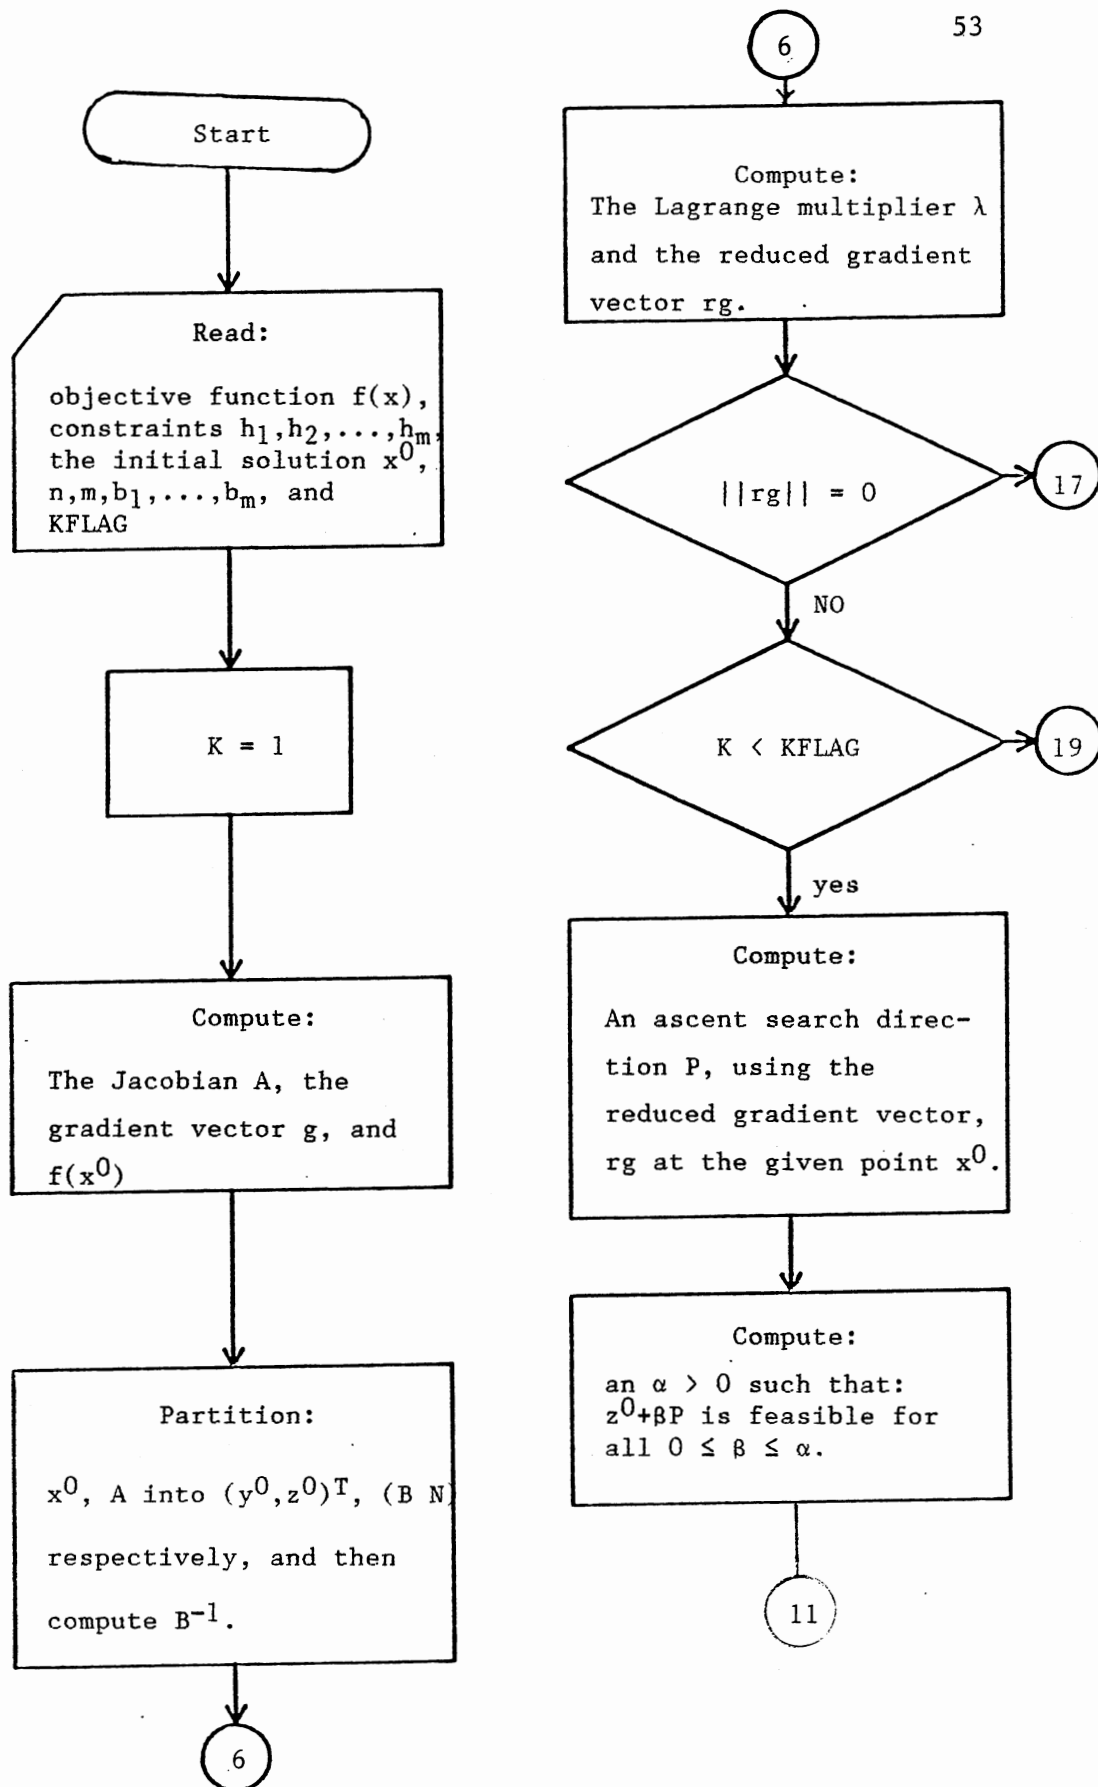 53
Start
Read:
objective function f(x),
constraints h₁,h₂,...,hₘ,
the initial solution x⁰,
n,m,b₁,...,bₘ, and
KFLAG
K = 1
Compute:
The Jacobian A, the
gradient vector g, and
f(x⁰)
Partition:
x⁰, A into (y⁰,z⁰)ᵀ, (B N)
respectively, and then
compute B⁻¹.
6
6
Compute:
The Lagrange multiplier λ
and the reduced gradient
vector rg.
||rg|| = 0
17
NO
K < KFLAG
19
yes
Compute:
An ascent search direc-
tion P, using the
reduced gradient vector,
rg at the given point x⁰.
Compute:
an α > 0 such that:
z⁰+βP is feasible for
all 0 ≤ β ≤ α.
11